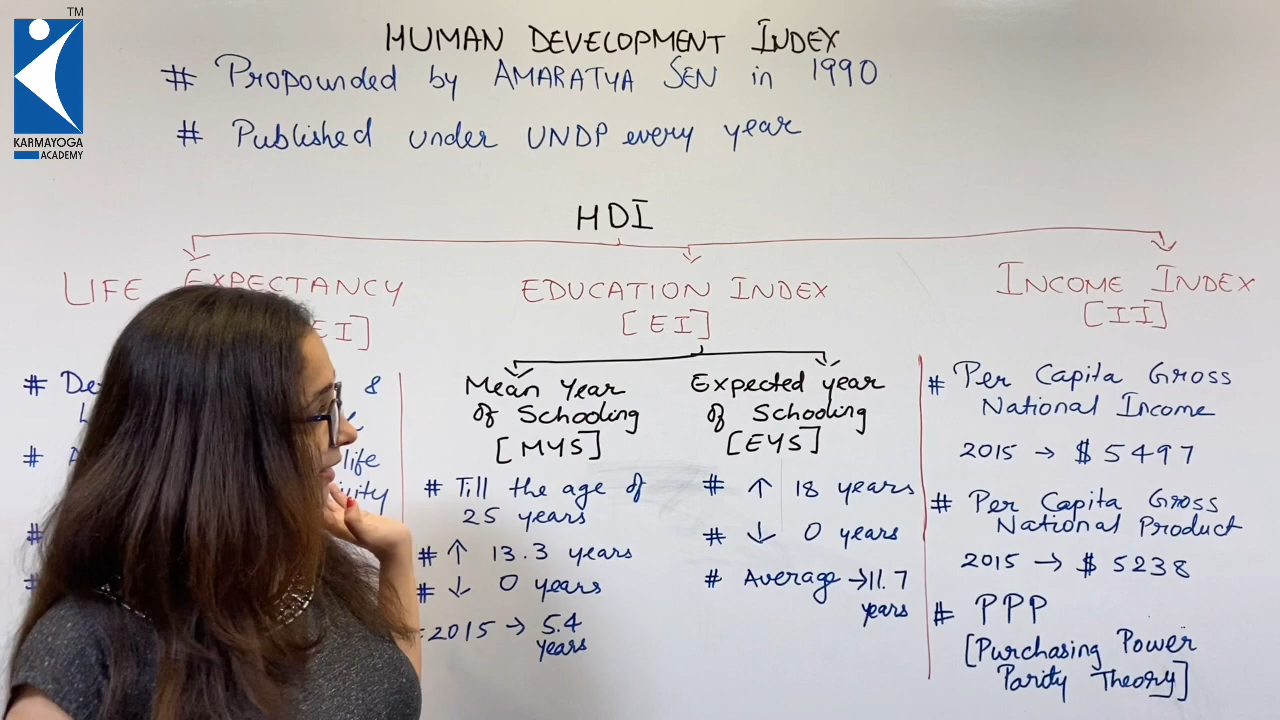 TM
KARMAYOGA
ACADEMY
HUMAN DEVELOPMENT INDEX
# Propounded by AMARATYA SEN in 1990
# Published under UNDP every year
HDI
LIFE EXPECTANCY
EI]
#
&
#
life
#
#
EDUCATION INDEX
[EI]
Mean Year
of Schooling
[MYS]
# Till the age of
25 years
# ↑ 13.3 years
# ↓ 0 years
2015 → 5.4
years
Expected year
of Schooling
[EYS]
# ↑ 18 years
# ↓ 0 years
# Average → 11.7
years
INCOME INDEX
[II]
# Per Capita Gross
National Income
2015 → $ 5497
# Per Capita Gross
National Product
2015 → $ 5238
# PPP
[Purchasing Power
Parity Theory]